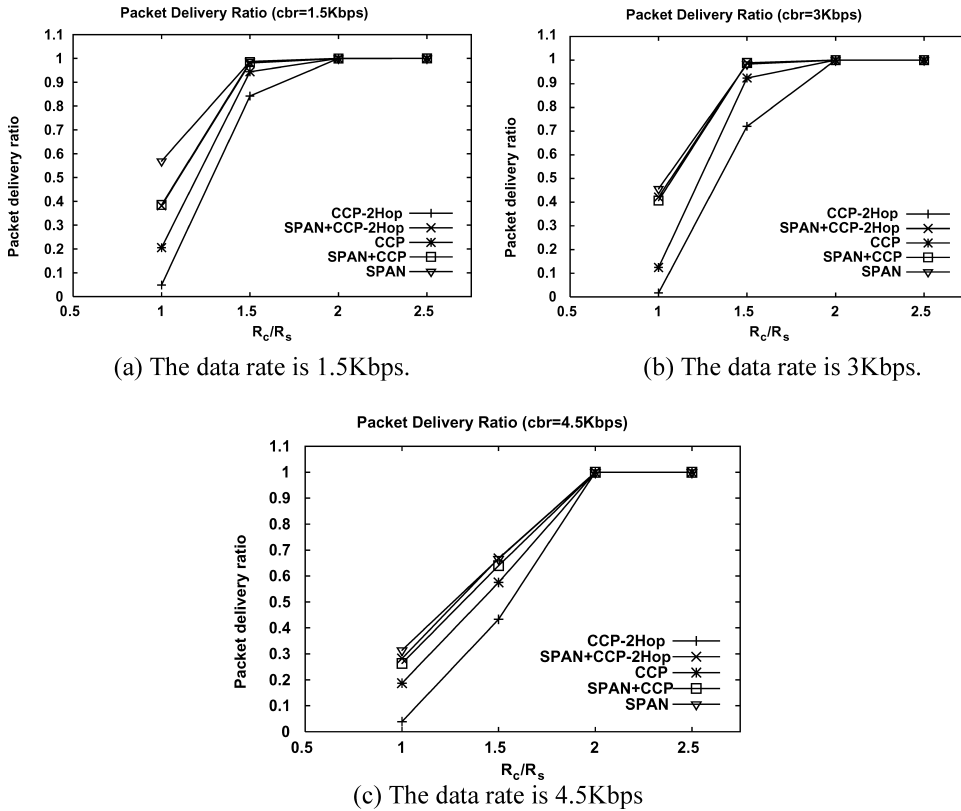 Packet Delivery Ratio (cbr=1.5Kbps)
Packet delivery ratio
1.1
1
0.9
0.8
0.7
0.6
0.5
0.4
0.3
0.2
0.1
0
CCP-2Hop
SPAN+CCP-2Hop
CCP
SPAN+CCP
SPAN
0.5 1 1.5 2 2.5
Rc/Rs
(a) The data rate is 1.5Kbps.
Packet Delivery Ratio (cbr=3Kbps)
Packet delivery ratio
1.1
1
0.9
0.8
0.7
0.6
0.5
0.4
0.3
0.2
0.1
0
CCP-2Hop
SPAN+CCP-2Hop
CCP
SPAN+CCP
SPAN
0.5 1 1.5 2 2.5
Rc/Rs
(b) The data rate is 3Kbps.
Packet Delivery Ratio (cbr=4.5Kbps)
Packet delivery ratio
1.1
1
0.9
0.8
0.7
0.6
0.5
0.4
0.3
0.2
0.1
0
CCP-2Hop
SPAN+CCP-2Hop
CCP
SPAN+CCP
SPAN
0.5 1 1.5 2 2.5
Rc/Rs
(c) The data rate is 4.5Kbps